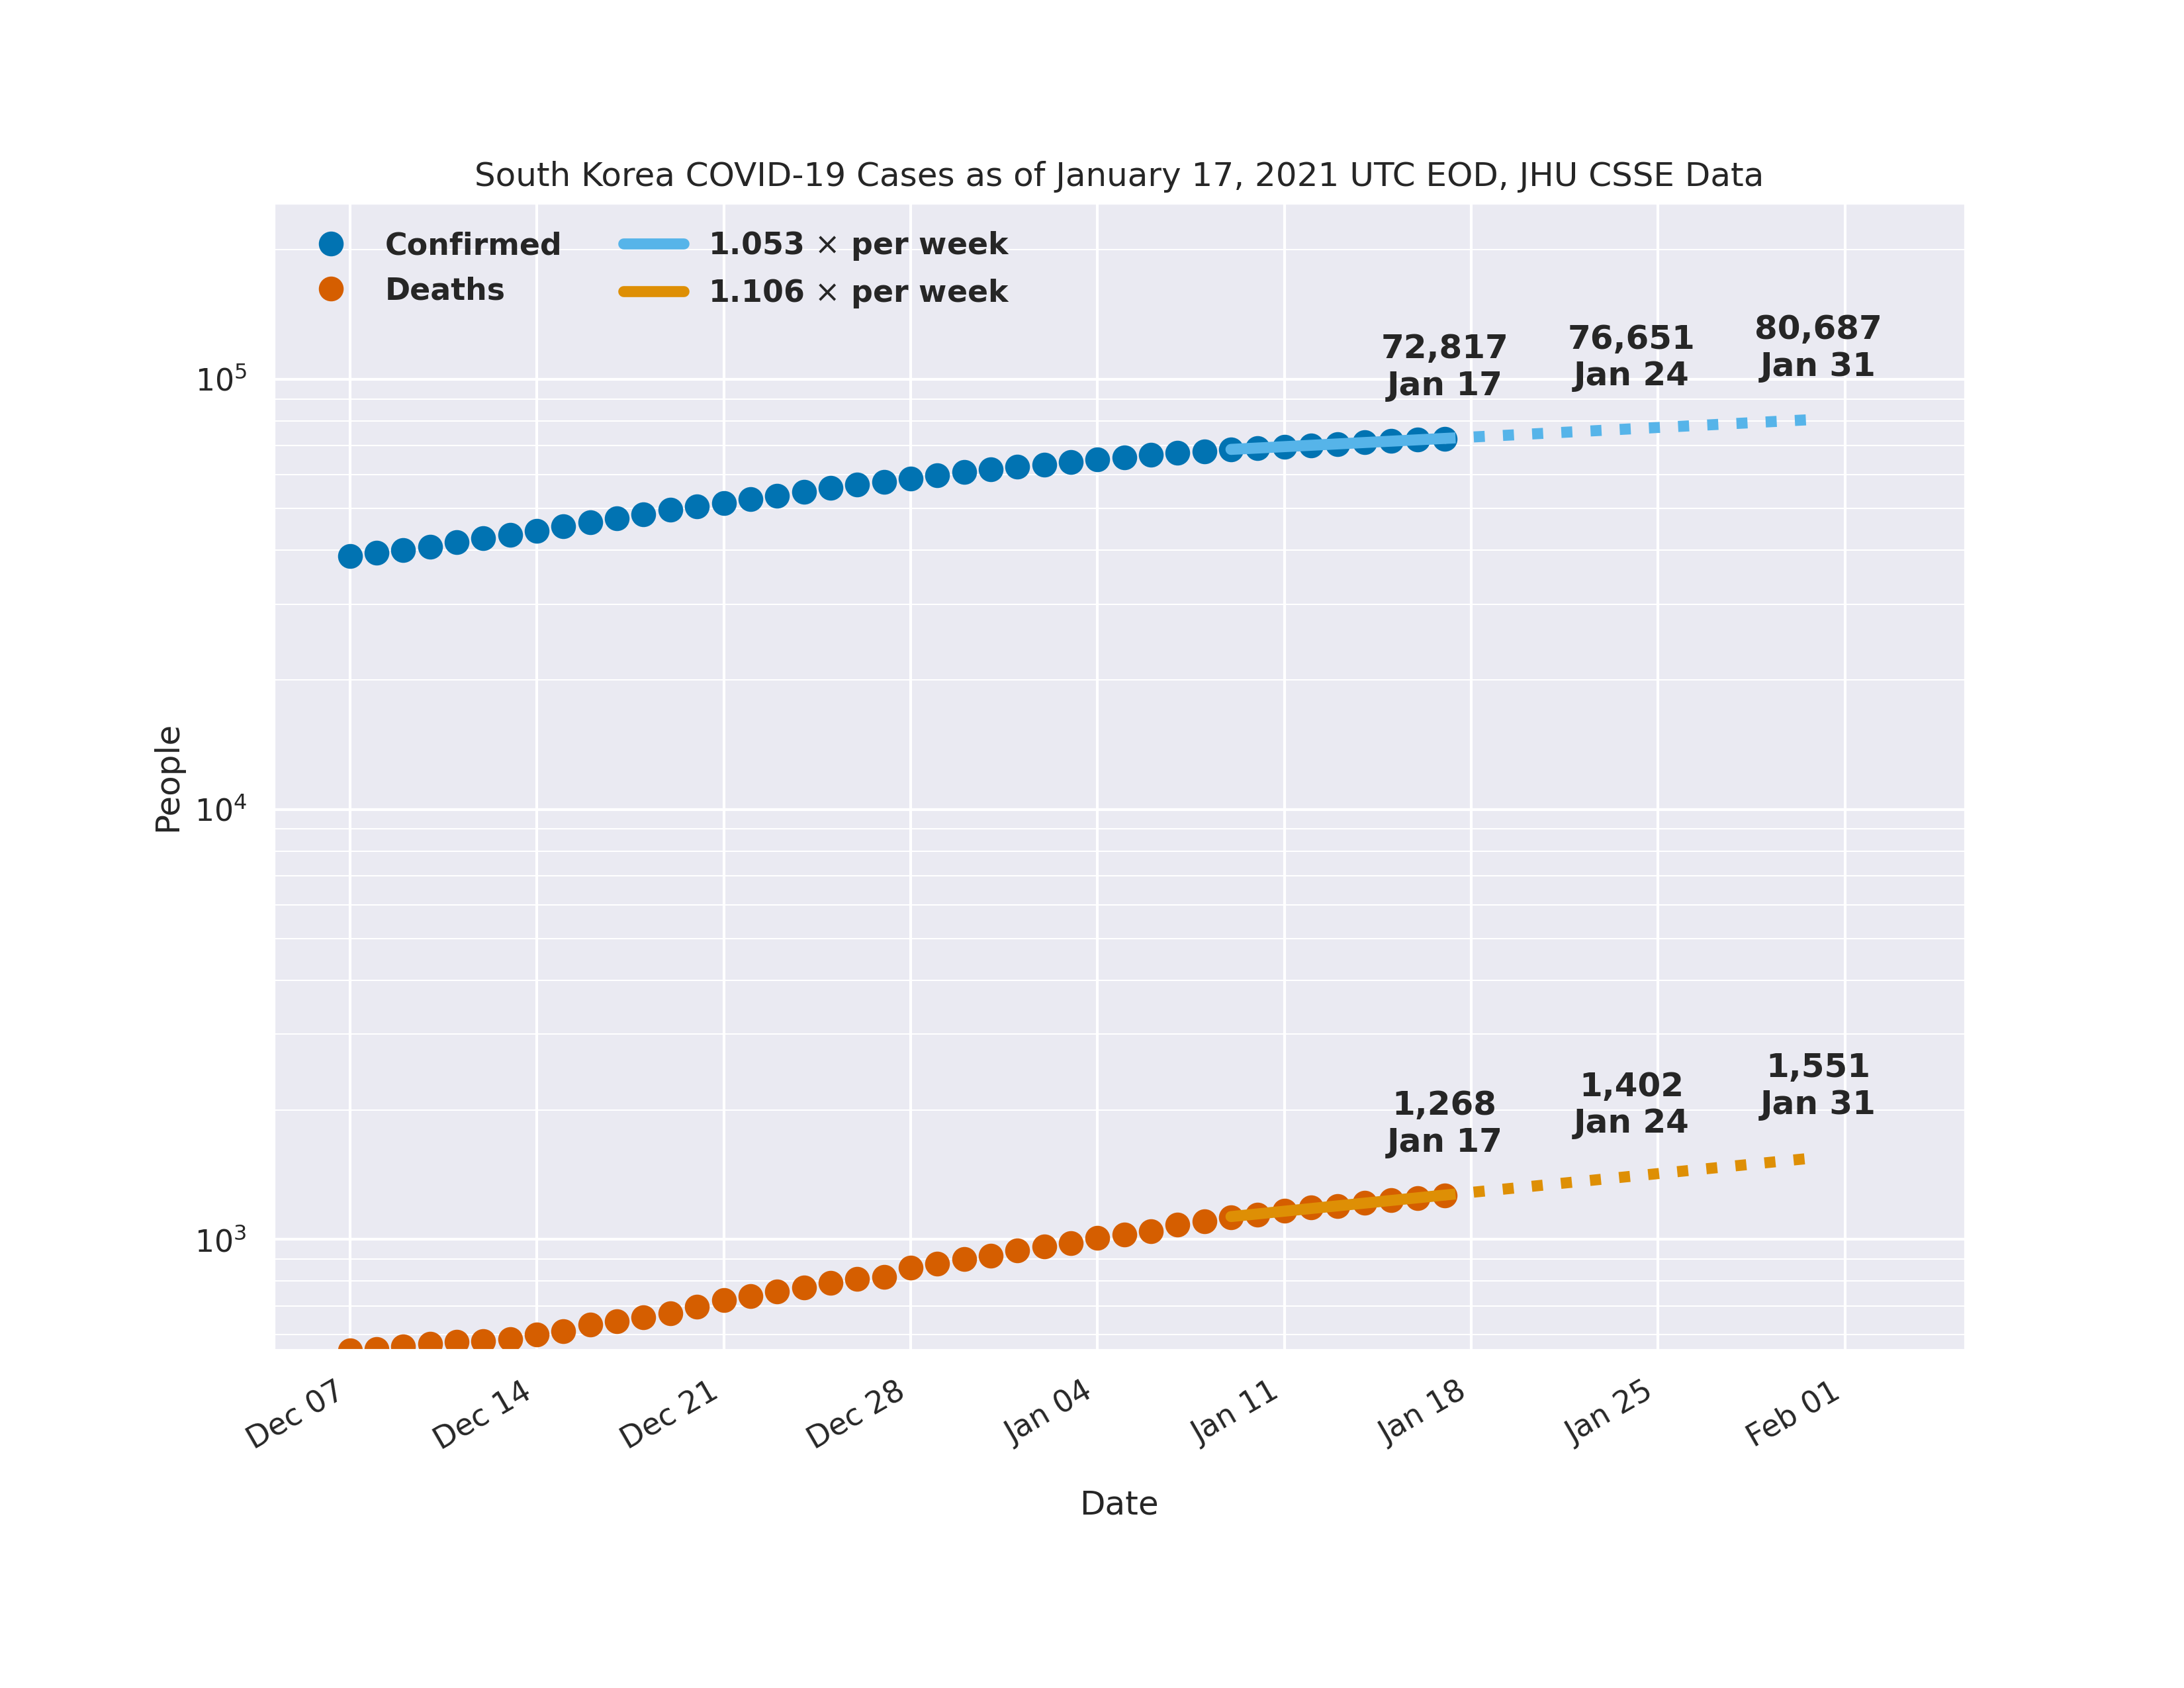 South Korea COVID-19 Cases as of January 17, 2021 UTC EOD, JHU CSSE Data
Confirmed
Deaths
1.053 × per week
1.106 × per week
72,817
Jan 17
76,651
Jan 24
80,687
Jan 31
1,268
Jan 17
1,402
Jan 24
1,551
Jan 31
People
10⁵
10⁴
10³
Dec 07
Dec 14
Dec 21
Dec 28
Jan 04
Jan 11
Jan 18
Jan 25
Feb 01
Date